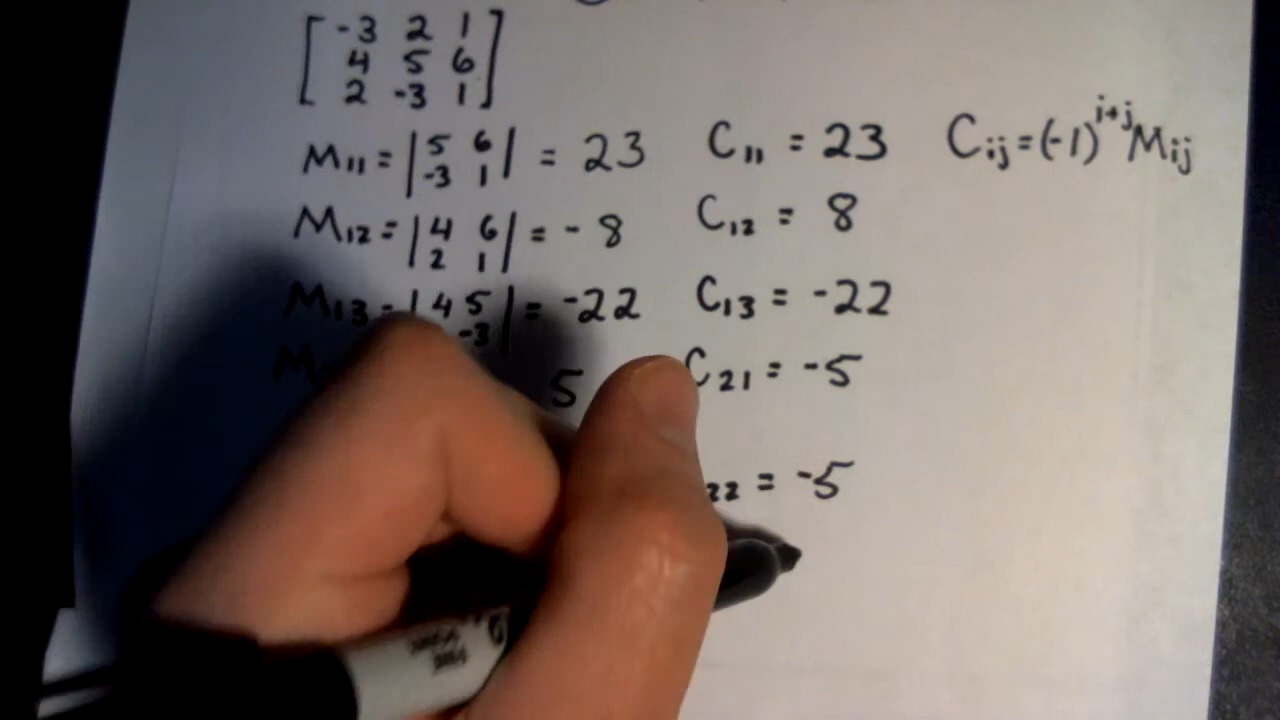 [-3 2 1
4 5 6
2 -3 1]
M11 = |5 6 -3 1| = 23 C11 = 23 Cij = (-1)^i+j Mij
M12 = |4 6 2 1| = -8 C12 = 8
M13 = |4 5 -3| = -22 C13 = -22
M 5 C21 = -5
22 = -5